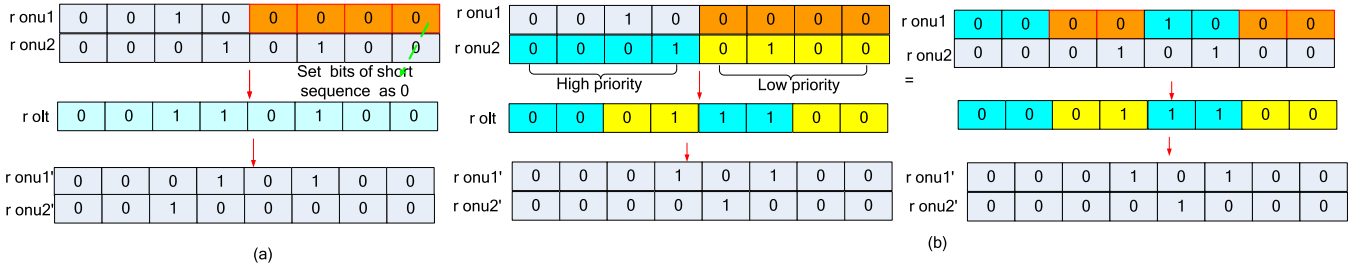 r onu1 0 0 1 0 0 0 0 0
r onu2 0 0 0 1 0 1 0 0
Set bits of short
sequence as 0
r olt 0 0 1 1 0 1 0 0
r onu1' 0 0 0 1 0 1 0 0
r onu2' 0 0 1 0 0 0 0 0
(a)
r onu1 0 0 1 0 0 0 0 0
r onu2 0 0 0 1 0 1 0 0
High priority Low priority
r olt 0 0 0 1 1 1 0 0
r onu1' 0 0 0 1 0 1 0 0
r onu2' 0 0 0 0 1 0 0 0
=
r onu1 0 0 0 0 1 0 0 0
r onu2 0 0 0 1 0 1 0 0
0 0 0 1 1 1 0 0
r onu1' 0 0 0 1 0 1 0 0
r onu2' 0 0 0 0 1 0 0 0
(b)